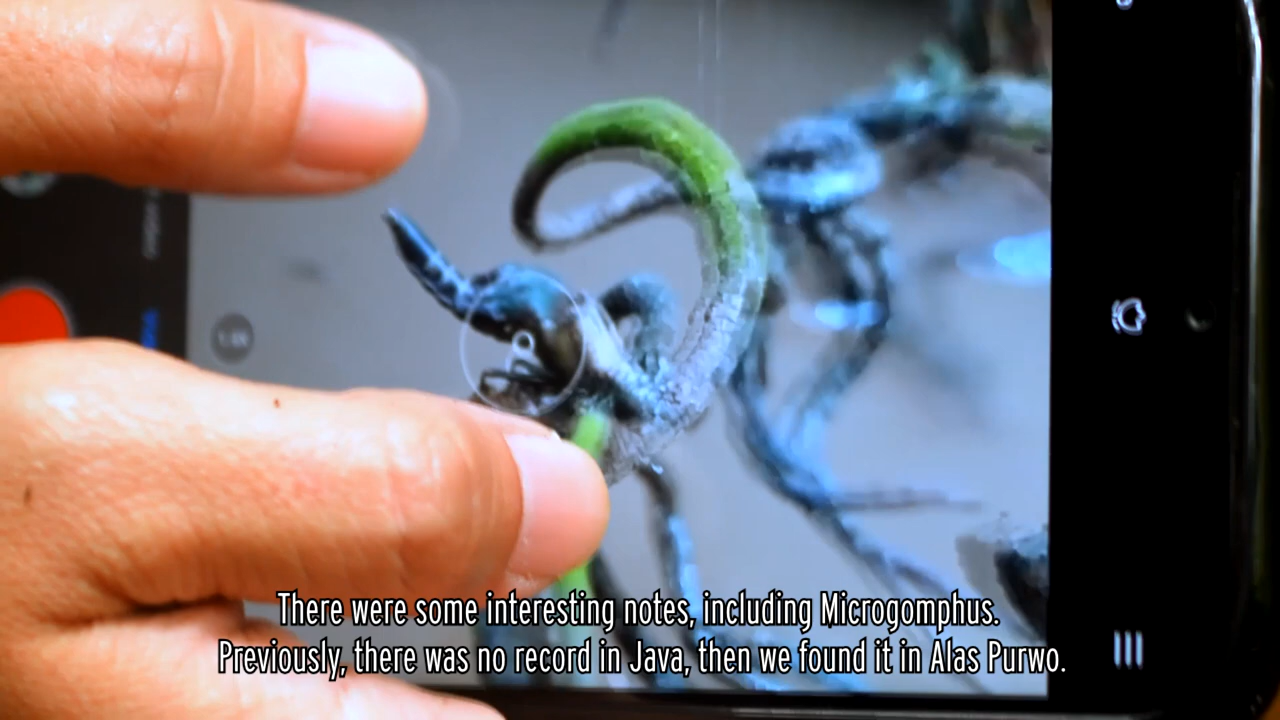 There were some interesting notes, including Microgomphus.
Previously, there was no record in Java, then we found it in Alas Purwo.